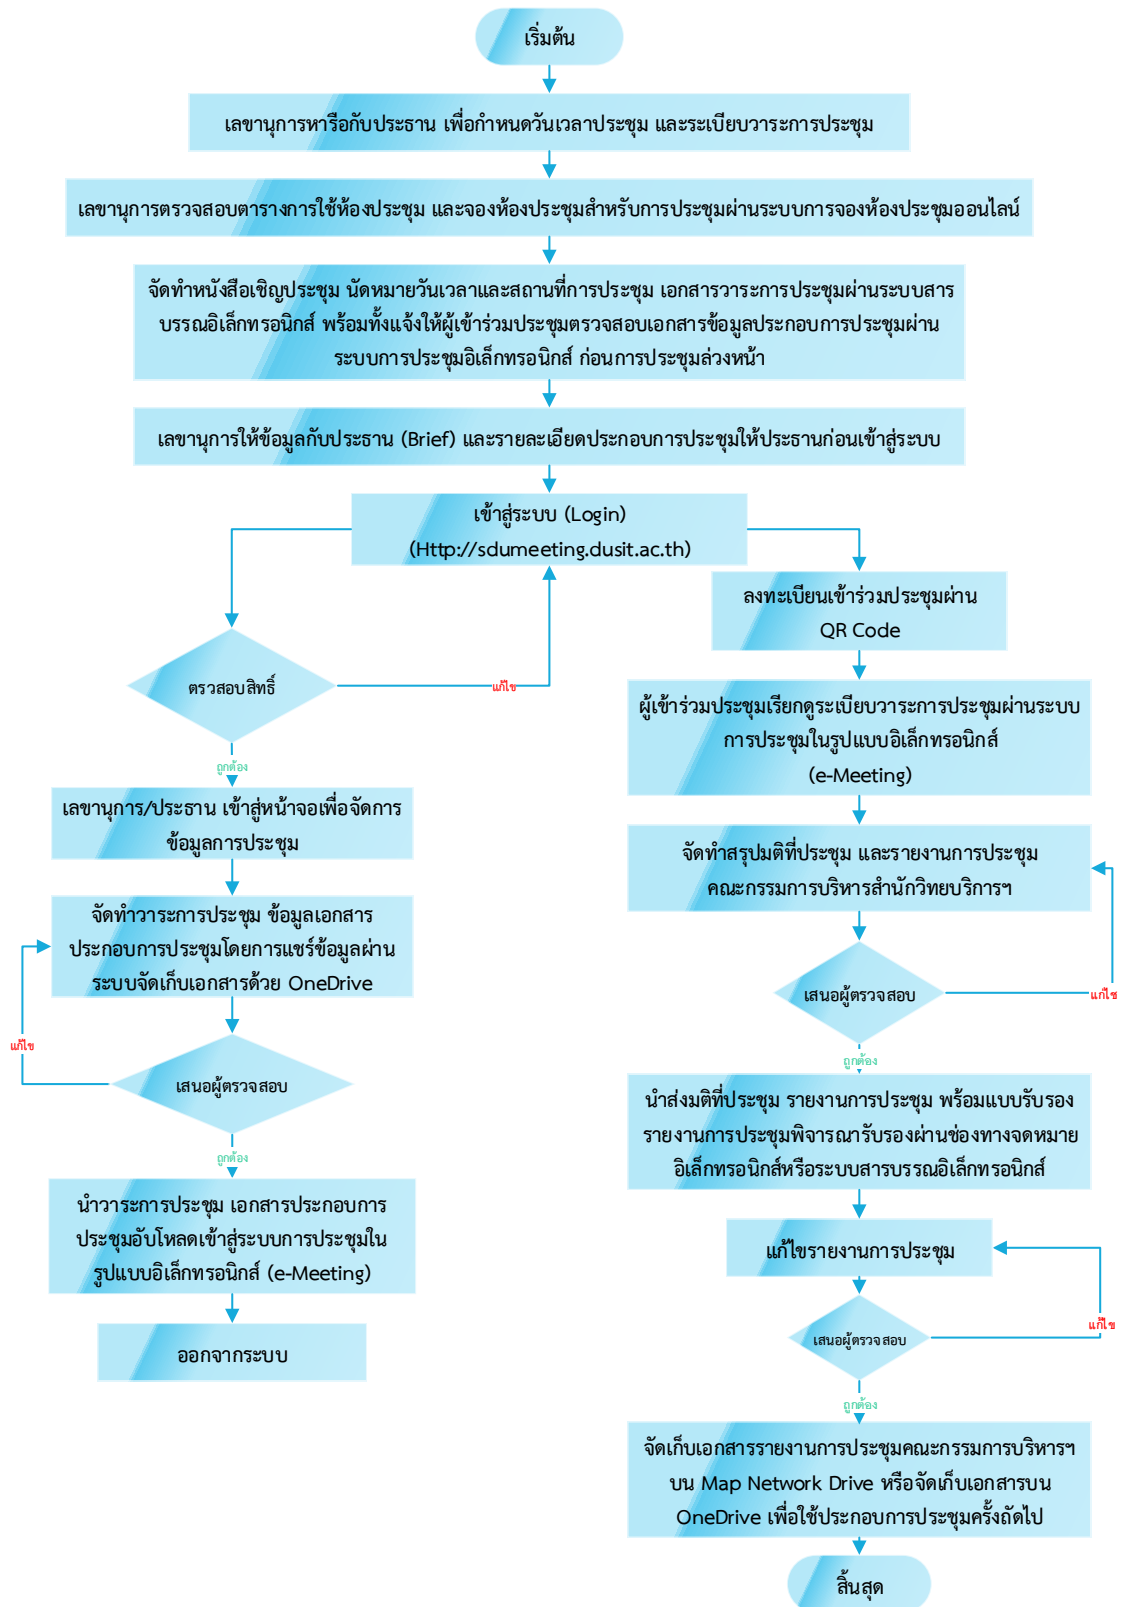 เริ่มต้น
เลขานุการหารือกับประธาน เพื่อกำหนดวันเวลาประชุม และระเบียบวาระการประชุม
เลขานุการตรวจสอบตารางการใช้ห้องประชุม และจองห้องประชุมสำหรับการประชุมผ่านระบบการจองห้องประชุมออนไลน์
จัดทำหนังสือเชิญประชุม นัดหมายวันเวลาและสถานที่การประชุม เอกสารวาระการประชุมผ่านระบบสาร
บรรณอิเล็กทรอนิกส์ พร้อมทั้งแจ้งให้ผู้เข้าร่วมประชุมตรวจสอบเอกสารข้อมูลประกอบการประชุมผ่าน
ระบบการประชุมอิเล็กทรอนิกส์ ก่อนการประชุมล่วงหน้า
เลขานุการให้ข้อมูลกับประธาน (Brief) และรายละเอียดประกอบการประชุมให้ประธานก่อนเข้าสู่ระบบ
เข้าสู่ระบบ (Login)
(Http://sdumeeting.dusit.ac.th)
ตรวสอบสิทธิ์
แก้ไข
ถูกต้อง
เลขานุการ/ประธาน เข้าสู่หน้าจอเพื่อจัดการ
ข้อมูลการประชุม
จัดทำวาระการประชุม ข้อมูลเอกสาร
ประกอบการประชุมโดยการแชร์ข้อมูลผ่าน
ระบบจัดเก็บเอกสารด้วย OneDrive
แก้ไข
เสนอผู้ตรวจสอบ
ถูกต้อง
นำวาระการประชุม เอกสารประกอบการ
ประชุมอับโหลดเข้าสู่ระบบการประชุมใน
รูปแบบอิเล็กทรอนิกส์ (e-Meeting)
ออกจากระบบ
ลงทะเบียนเข้าร่วมประชุมผ่าน
QR Code
ผู้เข้าร่วมประชุมเรียกดูระเบียบวาระการประชุมผ่านระบบ
การประชุมในรูปแบบอิเล็กทรอนิกส์
(e-Meeting)
จัดทำสรุปมติที่ประชุม และรายงานการประชุม
คณะกรรมการบริหารสำนักวิทยบริการฯ
เสนอผู้ตรวจสอบ
แก้ไข
ถูกต้อง
นำส่งมติที่ประชุม รายงานการประชุม พร้อมแบบรับรอง
รายงานการประชุมพิจารณารับรองผ่านช่องทางจดหมาย
อิเล็กทรอนิกส์หรือระบบสารบรรณอิเล็กทรอนิกส์
แก้ไขรายงานการประชุม
เสนอผู้ตรวจสอบ
แก้ไข
ถูกต้อง
จัดเก็บเอกสารรายงานการประชุมคณะกรรมการบริหารฯ
บน Map Network Drive หรือจัดเก็บเอกสารบน
OneDrive เพื่อใช้ประกอบการประชุมครั้งถัดไป
สิ้นสุด